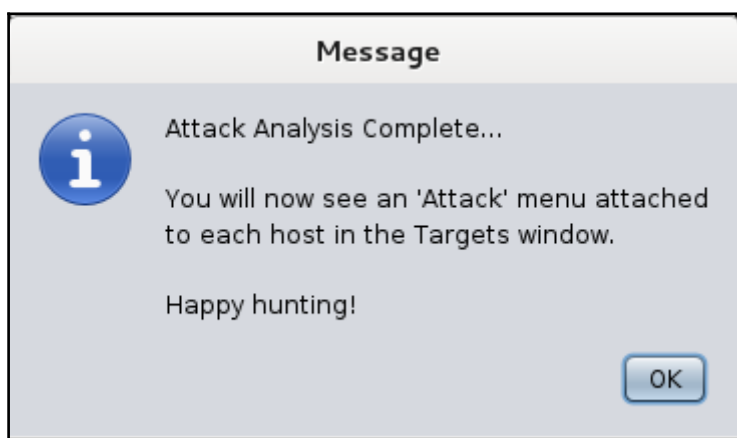 Message
Attack Analysis Complete...
You will now see an 'Attack' menu attached
to each host in the Targets window.
Happy hunting!
OK